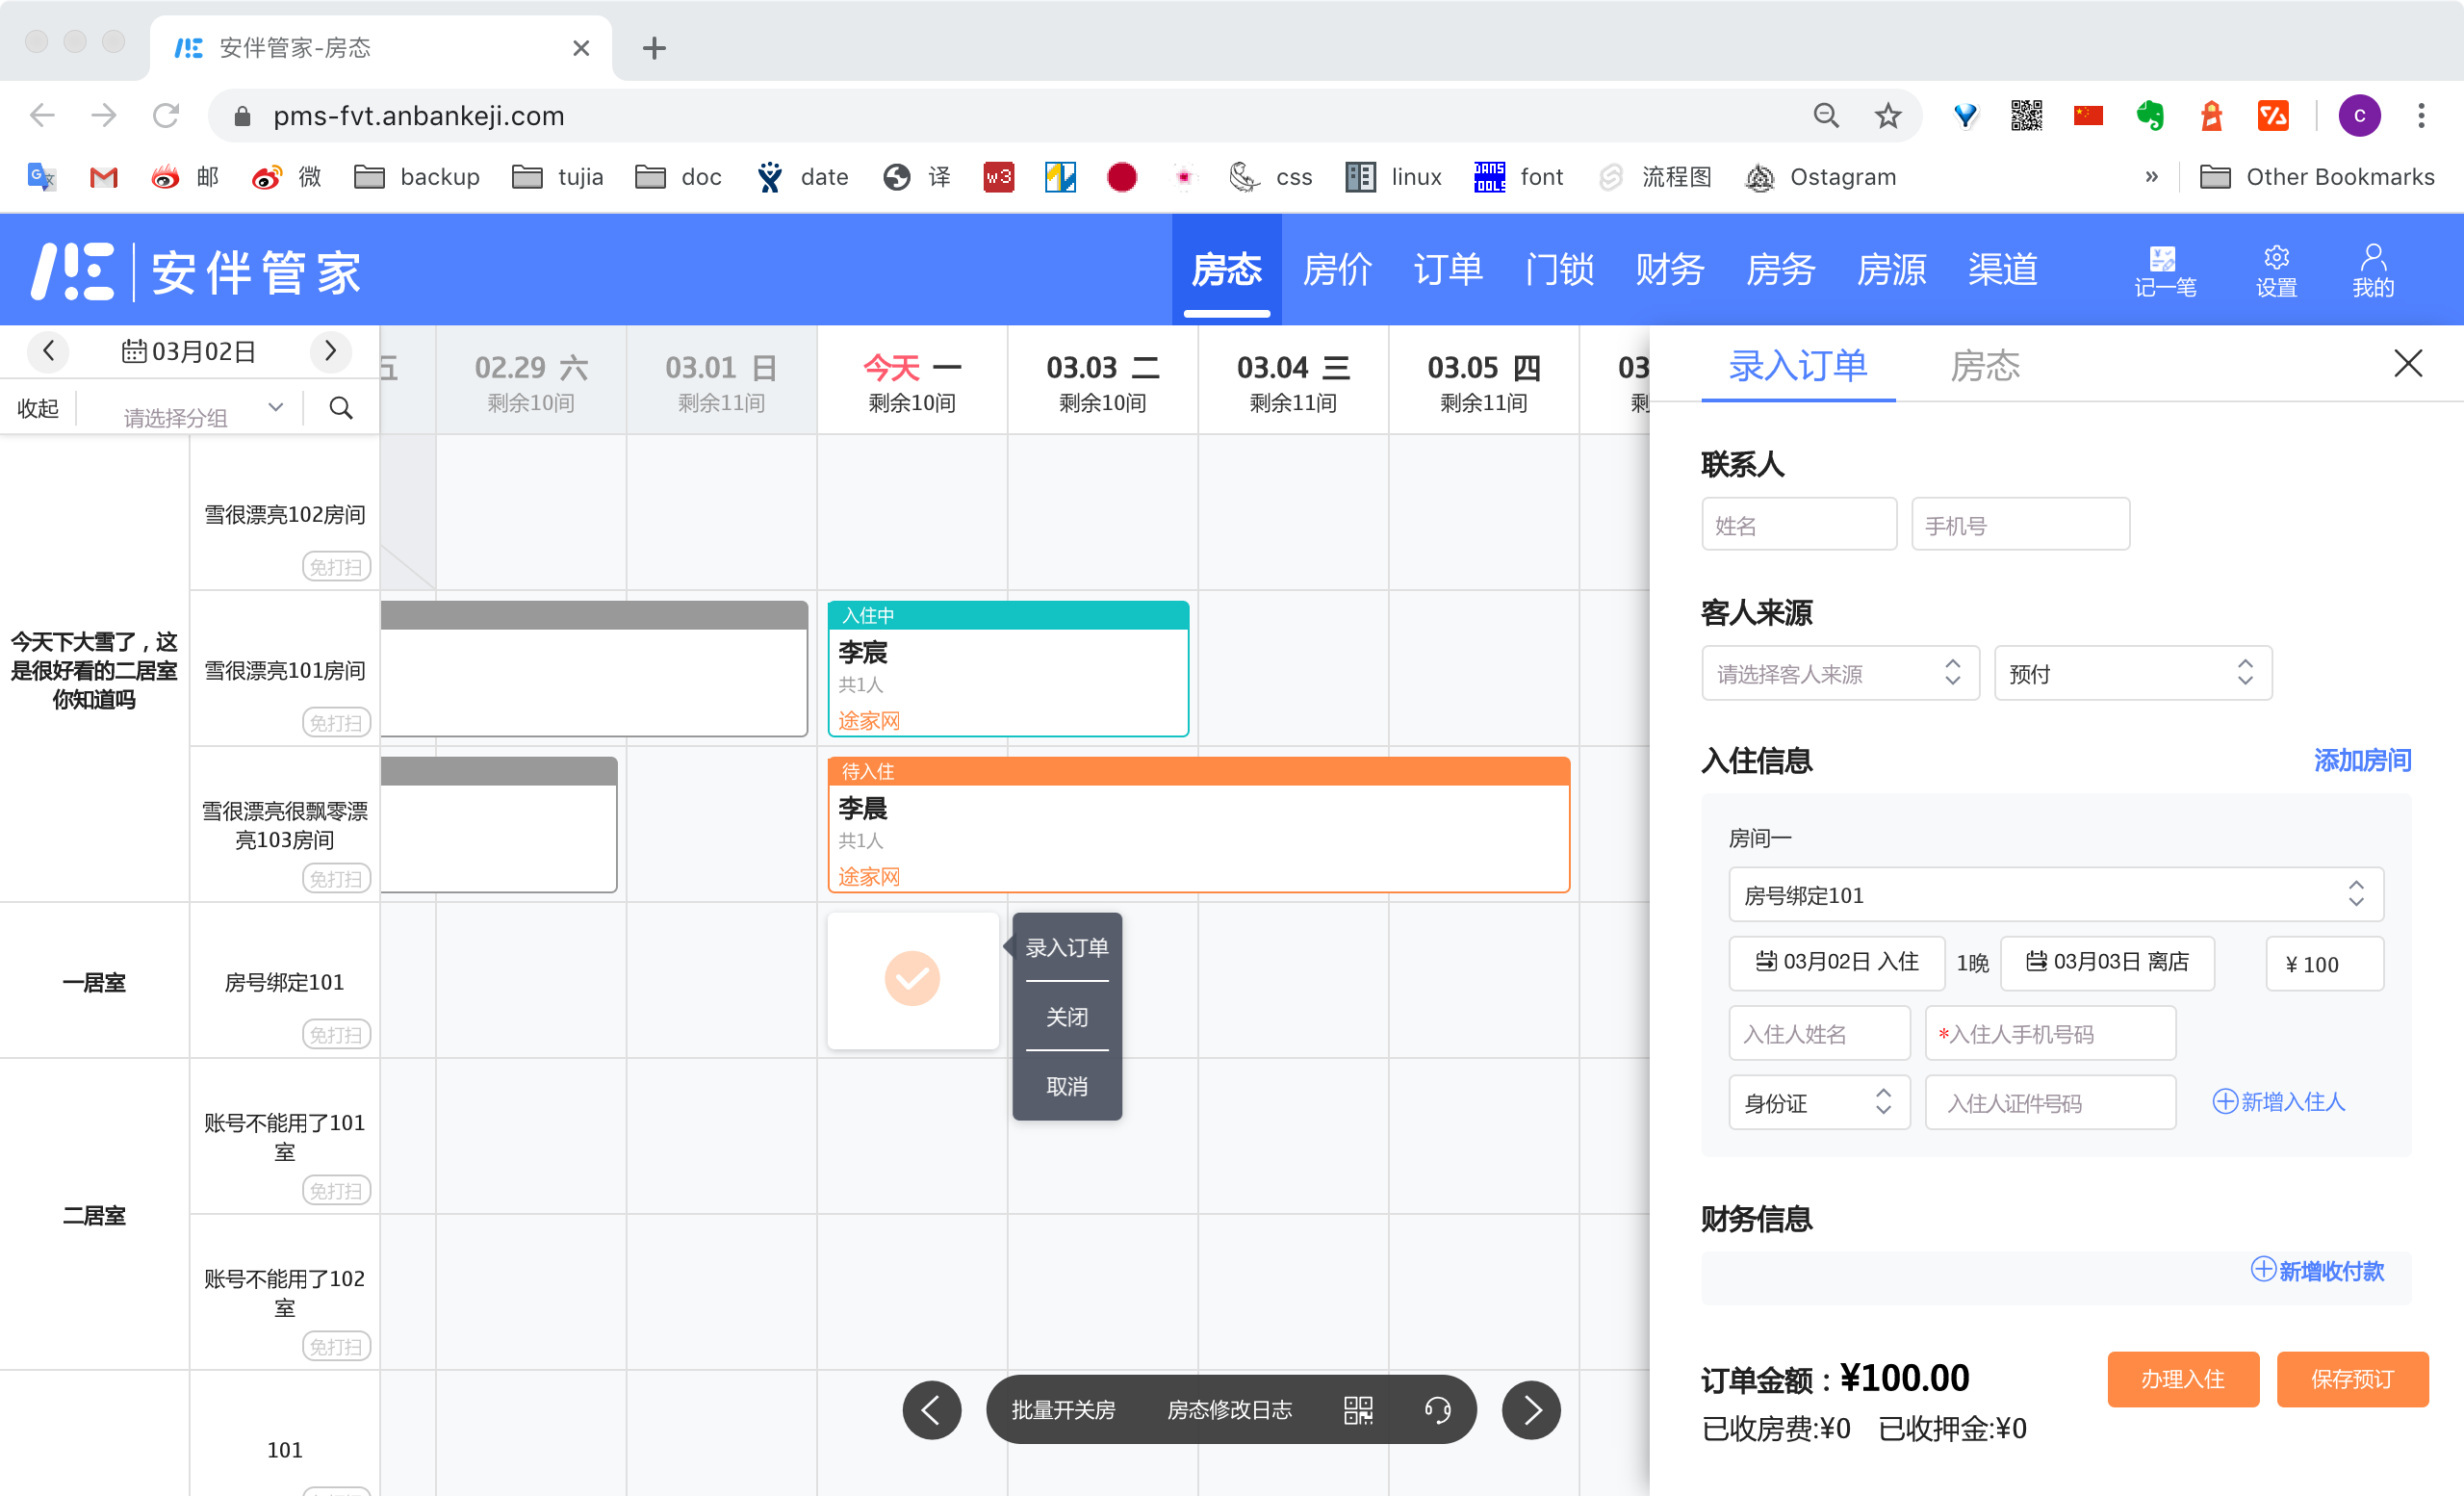 安伴管家-房态
pms-fvt.anbankeji.com
C
邮
微
backup
tujia
doc
date
译
w3
css
linux
font
流程图
Ostagram
»
Other Bookmarks
安伴管家
房态
房价
订单
门锁
财务
房务
房源
渠道
记一笔
设置
我的
03月02日
收起
请选择分组
五
02.29 六
剩余10间
03.01 日
剩余11间
今天 一
剩余10间
03.03 二
剩余10间
03.04 三
剩余11间
03.05 四
剩余11间
03
剩
今天下大雪了，这
是很好看的二居室
你知道吗
雪很漂亮102房间
免打扫
雪很漂亮101房间
免打扫
入住中
李宸
共1人
途家网
雪很漂亮很飘零漂
亮103房间
免打扫
待入住
李晨
共1人
途家网
一居室
房号绑定101
免打扫
录入订单
关闭
取消
二居室
账号不能用了101
室
免打扫
账号不能用了102
室
免打扫
101
批量开关房
房态修改日志
录入订单
房态
联系人
姓名
手机号
客人来源
请选择客人来源
预付
入住信息
添加房间
房间一
房号绑定101
03月02日 入住
1晚
03月03日 离店
¥ 100
入住人姓名
*入住人手机号码
身份证
入住人证件号码
新增入住人
财务信息
新增收付款
订单金额：¥100.00
已收房费:¥0 已收押金:¥0
办理入住
保存预订